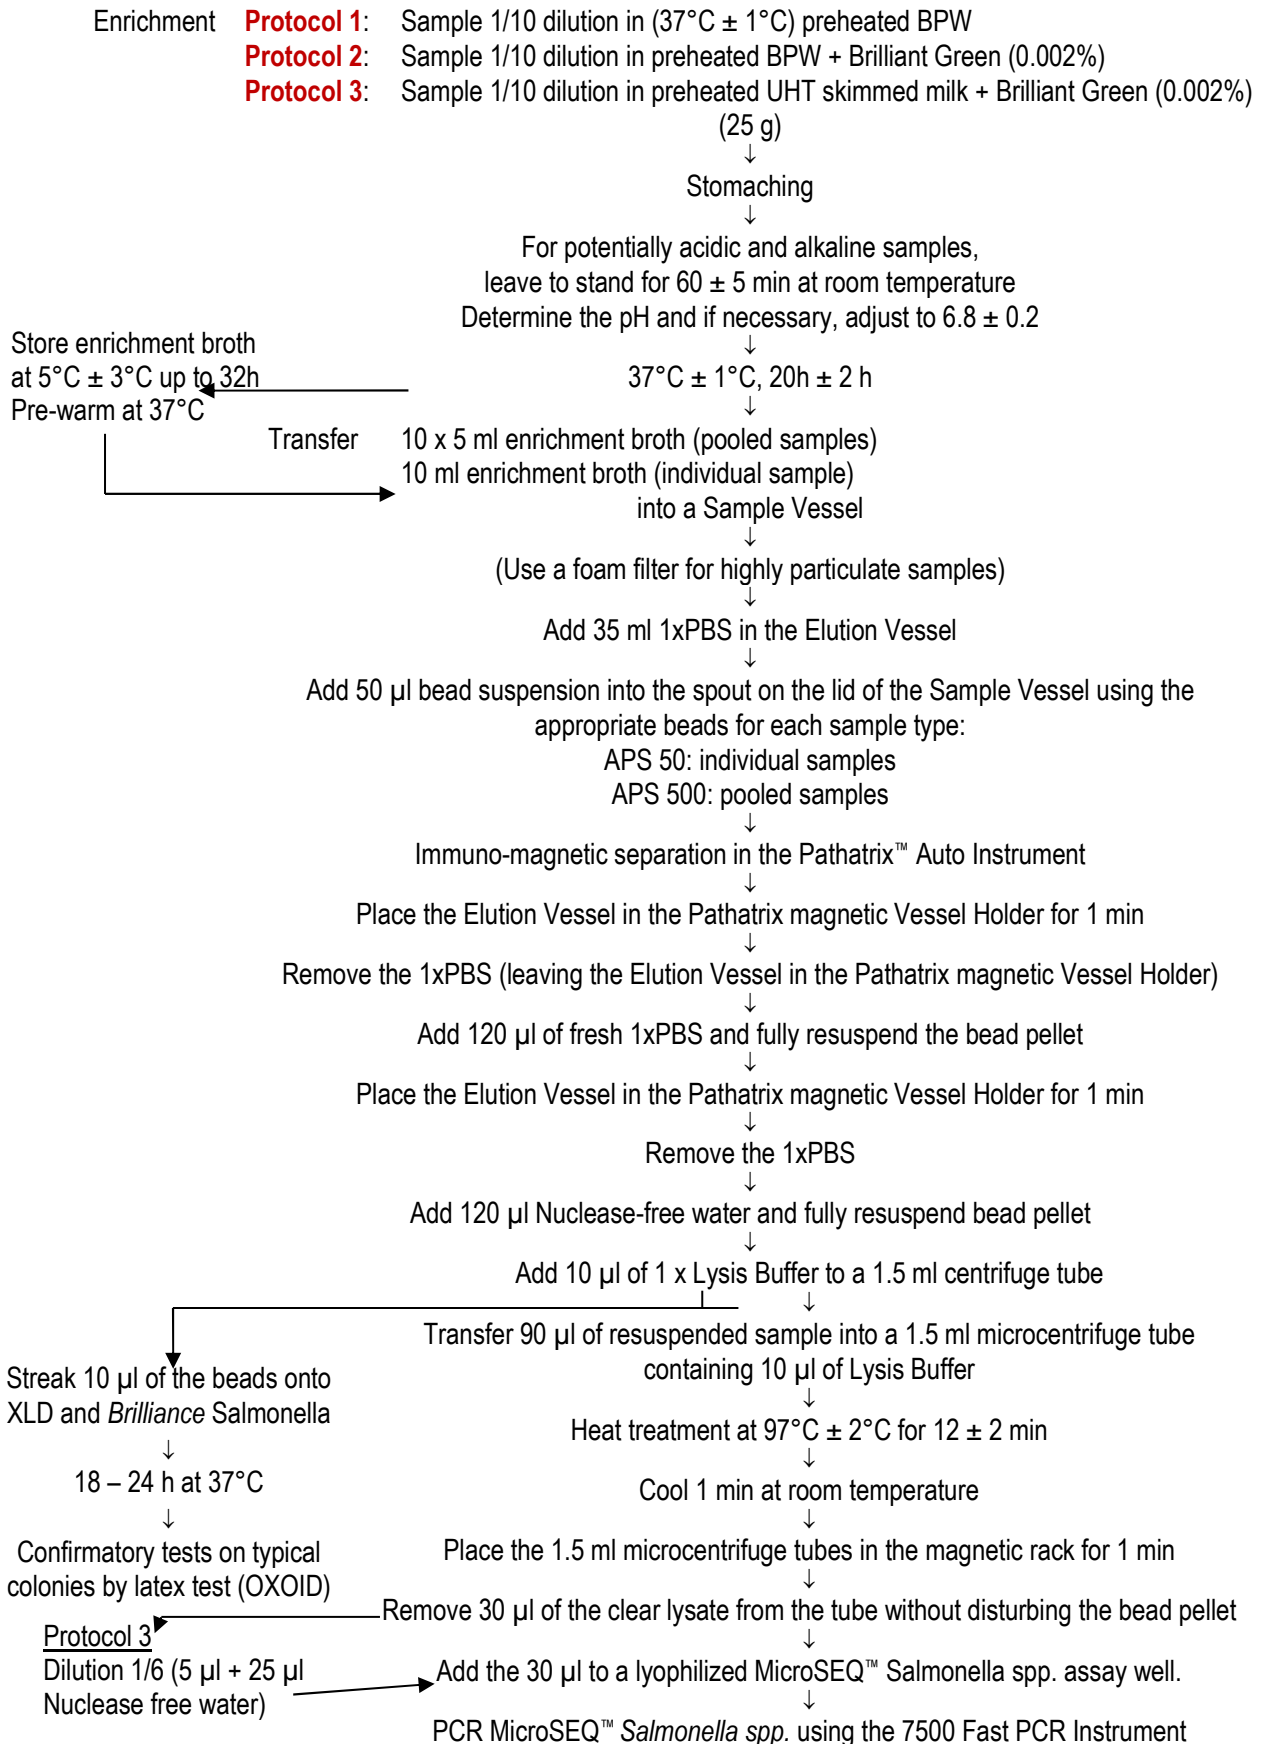 Enrichment Protocol 1: Sample 1/10 dilution in (37°C ± 1°C) preheated BPW
Protocol 2: Sample 1/10 dilution in preheated BPW + Brilliant Green (0.002%)
Protocol 3: Sample 1/10 dilution in preheated UHT skimmed milk + Brilliant Green (0.002%)
(25 g)
↓
Stomaching
↓
For potentially acidic and alkaline samples,
leave to stand for 60 ± 5 min at room temperature
Determine the pH and if necessary, adjust to 6.8 ± 0.2
↓
37°C ± 1°C, 20h ± 2 h
Store enrichment broth
at 5°C ± 3°C up to 32h
Pre-warm at 37°C
↓
Transfer 10 x 5 ml enrichment broth (pooled samples)
10 ml enrichment broth (individual sample)
into a Sample Vessel
↓
(Use a foam filter for highly particulate samples)
↓
Add 35 ml 1xPBS in the Elution Vessel
↓
Add 50 µl bead suspension into the spout on the lid of the Sample Vessel using the
appropriate beads for each sample type:
APS 50: individual samples
APS 500: pooled samples
↓
Immuno-magnetic separation in the Pathatrix™ Auto Instrument
↓
Place the Elution Vessel in the Pathatrix magnetic Vessel Holder for 1 min
↓
Remove the 1xPBS (leaving the Elution Vessel in the Pathatrix magnetic Vessel Holder)
↓
Add 120 µl of fresh 1xPBS and fully resuspend the bead pellet
↓
Place the Elution Vessel in the Pathatrix magnetic Vessel Holder for 1 min
↓
Remove the 1xPBS
↓
Add 120 µl Nuclease-free water and fully resuspend bead pellet
↓
Add 10 µl of 1 x Lysis Buffer to a 1.5 ml centrifuge tube
↓
Transfer 90 µl of resuspended sample into a 1.5 ml microcentrifuge tube
containing 10 µl of Lysis Buffer
↓
Heat treatment at 97°C ± 2°C for 12 ± 2 min
↓
Cool 1 min at room temperature
↓
Place the 1.5 ml microcentrifuge tubes in the magnetic rack for 1 min
↓
Remove 30 µl of the clear lysate from the tube without disturbing the bead pellet
↓
Add the 30 µl to a lyophilized MicroSEQ™ Salmonella spp. assay well.
↓
PCR MicroSEQ™ Salmonella spp. using the 7500 Fast PCR Instrument
Streak 10 µl of the beads onto
XLD and Brilliance Salmonella
↓
18 – 24 h at 37°C
↓
Confirmatory tests on typical
colonies by latex test (OXOID)
Protocol 3
Dilution 1/6 (5 µl + 25 µl
Nuclease free water)